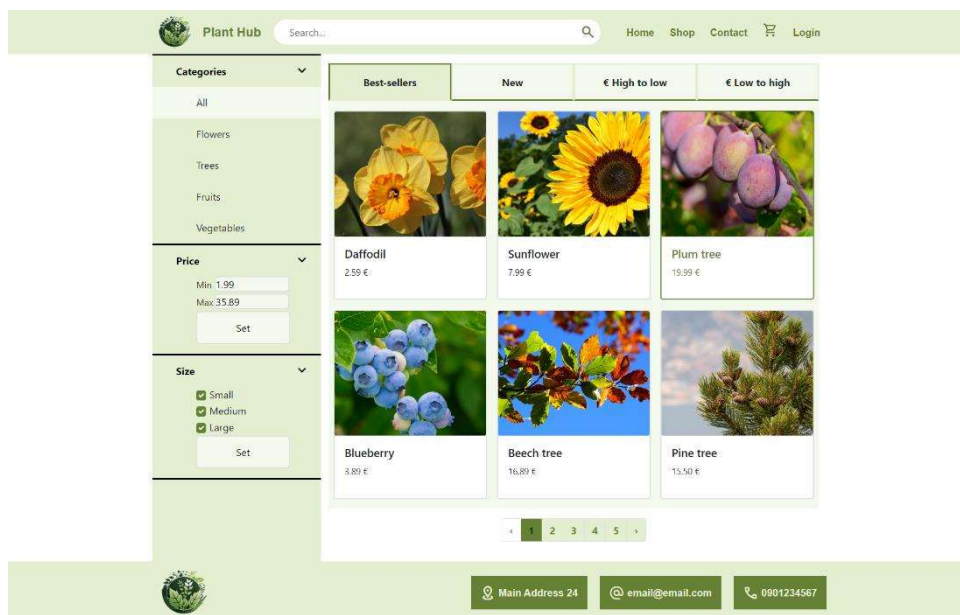 Plant Hub Search... Home Shop Contact Login
Categories
All
Flowers
Trees
Fruits
Vegetables
Price
Min 1.99
Max 35.89
Set
Size
Small
Medium
Large
Set
Best-sellers New € High to low € Low to high
Daftodil
2.59 €
Sunflower
7.99 €
Plum tree
19.99 €
Blueberry
3.89 €
Beech tree
16.89 €
Pine tree
15.50 €
‹ 1 2 3 4 5 ›
Main Address 24 email@email.com 0901234567